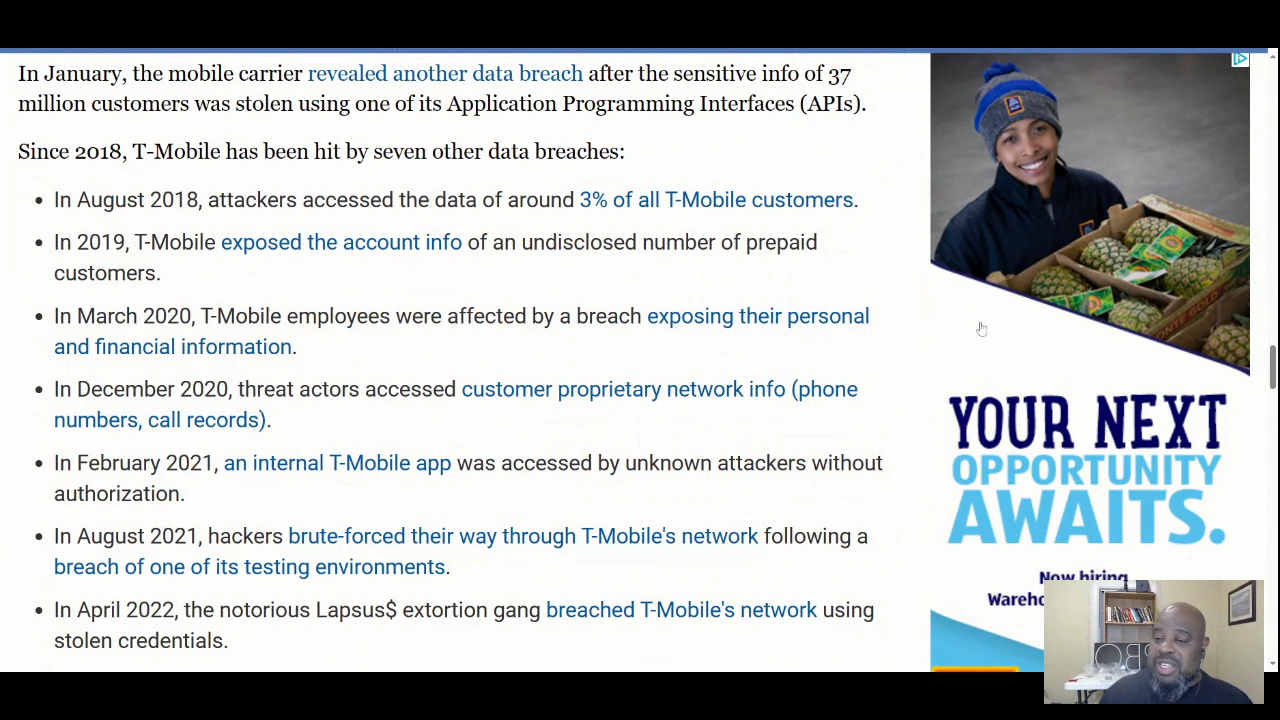 In January, the mobile carrier revealed another data breach after the sensitive info of 37
million customers was stolen using one of its Application Programming Interfaces (APIs).
Since 2018, T-Mobile has been hit by seven other data breaches:
• In August 2018, attackers accessed the data of around 3% of all T-Mobile customers.
• In 2019, T-Mobile exposed the account info of an undisclosed number of prepaid
customers.
• In March 2020, T-Mobile employees were affected by a breach exposing their personal
and financial information.
• In December 2020, threat actors accessed customer proprietary network info (phone
numbers, call records).
• In February 2021, an internal T-Mobile app was accessed by unknown attackers without
authorization.
• In August 2021, hackers brute-forced their way through T-Mobile's network following a
breach of one of its testing environments.
• In April 2022, the notorious Lapsus$ extortion gang breached T-Mobile's network using
stolen credentials.
YOUR NEXT
OPPORTUNITY
AWAITS.
Now hiring